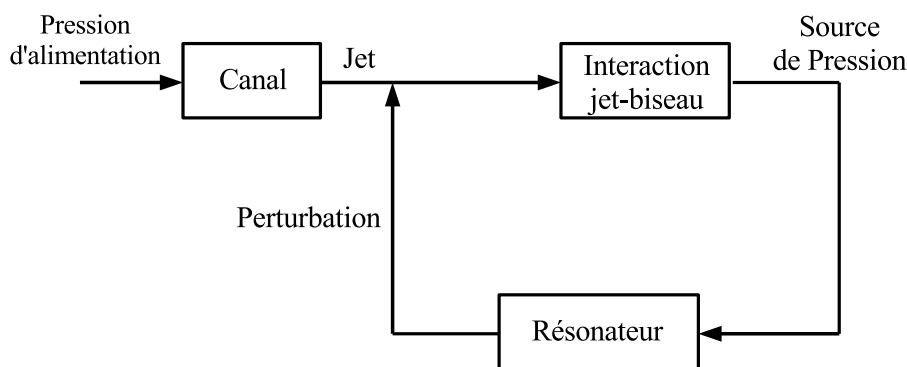 Pression
d'alimentation
Canal
Jet
Interaction
jet-biseau
Source
de Pression
Perturbation
Résonateur